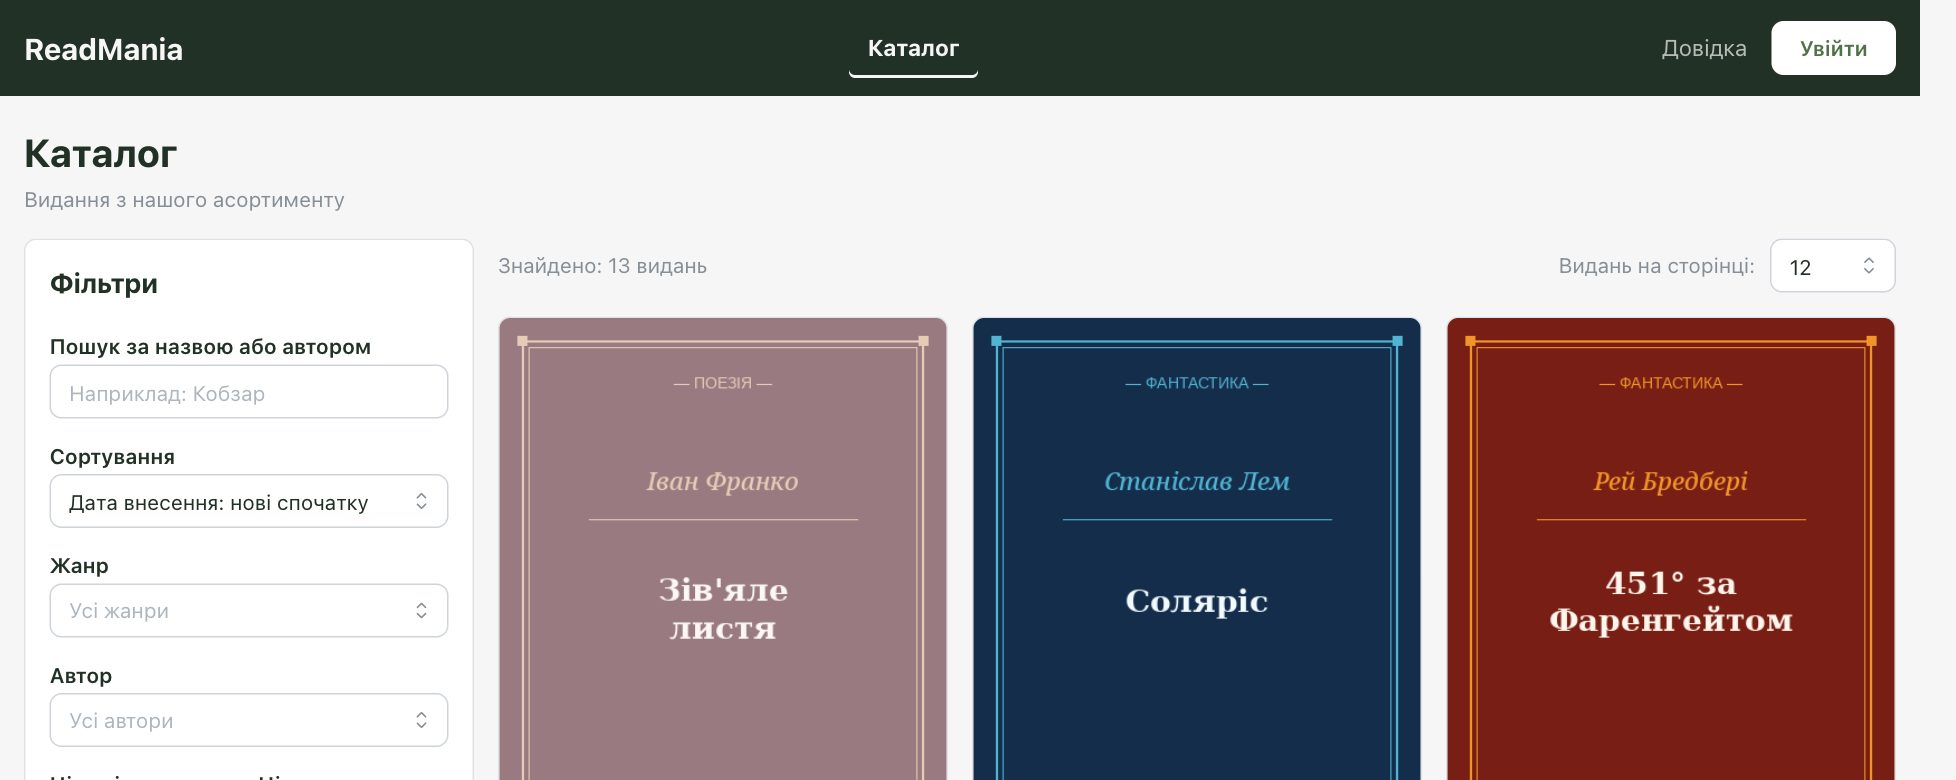 ReadMania
Каталог
Довідка
Увійти
Каталог
Видання з нашого асортименту
Фільтри
Пошук за назвою або автором
Наприклад: Кобзар
Сортування
Дата внесення: нові спочатку
Жанр
Усі жанри
Автор
Усі автори
Знайдено: 13 видань
Видань на сторінці:
12
— ПОЕЗІЯ —
Іван Франко
Зів'яле
листя
— ФАНТАСТИКА —
Станіслав Лем
Соляріс
— ФАНТАСТИКА —
Рей Бредбері
451° за
Фаренгейтом